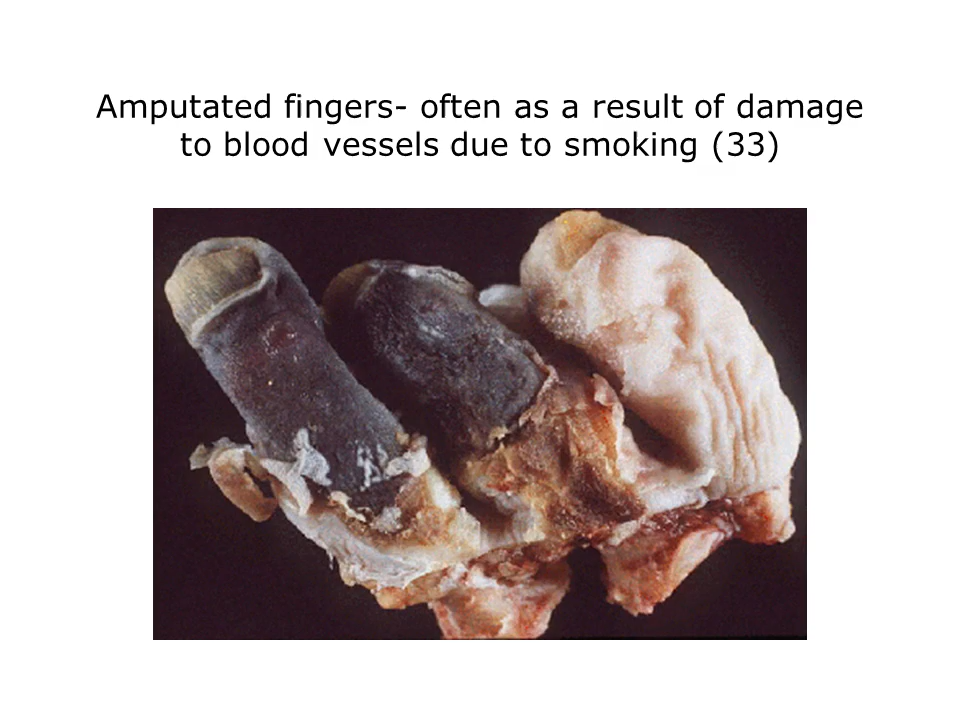 Amputated fingers- often as a result of damage
to blood vessels due to smoking (33)